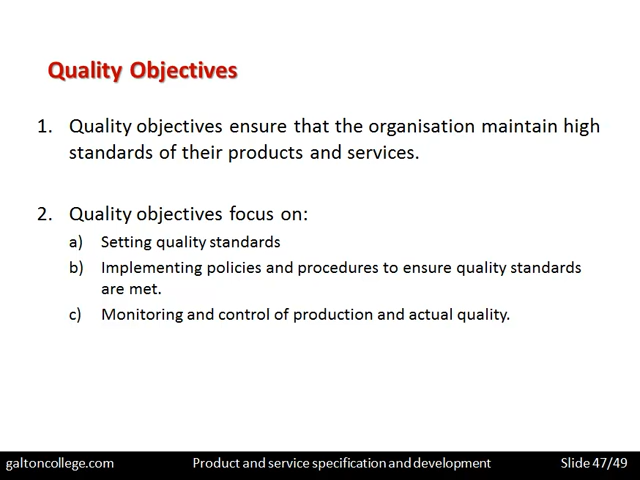 Quality Objectives
1. Quality objectives ensure that the organisation maintain high
standards of their products and services.
2. Quality objectives focus on:
a) Setting quality standards
b) Implementing policies and procedures to ensure quality standards
are met.
c) Monitoring and control of production and actual quality.
galtoncollege.com Product and service specification and development Slide 47/49